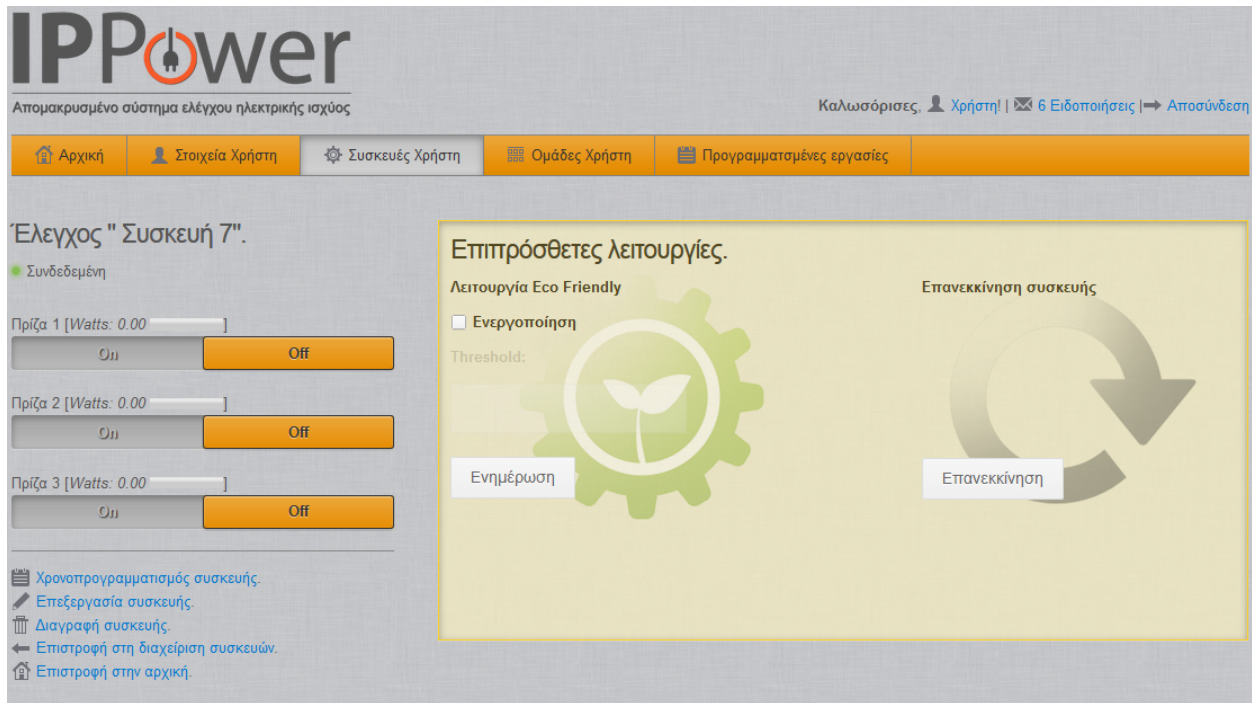 IPPower
Απομακρυσμένο σύστημα ελέγχου ηλεκτρικής ισχύος
Καλωσόρισες, Χρήστη! | 6 Ειδοποιήσεις | Αποσύνδεση
Αρχική Στοιχεία Χρήστη Συσκευές Χρήστη Ομάδες Χρήστη Προγραμματσμένες εργασίες
Έλεγχος " Συσκευή 7".
Συνδεδεμένη
Πρίζα 1 [Watts: 0.00 ]
On Off
Πρίζα 2 [Watts: 0.00 ]
On Off
Πρίζα 3 [Watts: 0.00 ]
On Off
Χρονοπρογραμματισμός συσκευής.
Επεξεργασία συσκευής.
Διαγραφή συσκευής.
Επιστροφή στη διαχείριση συσκευών.
Επιστροφή στην αρχική.
Επιπρόσθετες λειτουργίες.
Λειτουργία Eco Friendly
Ενεργοποίηση
Threshold:
Ενημέρωση
Επανεκκίνηση συσκευής
Επανεκκίνηση